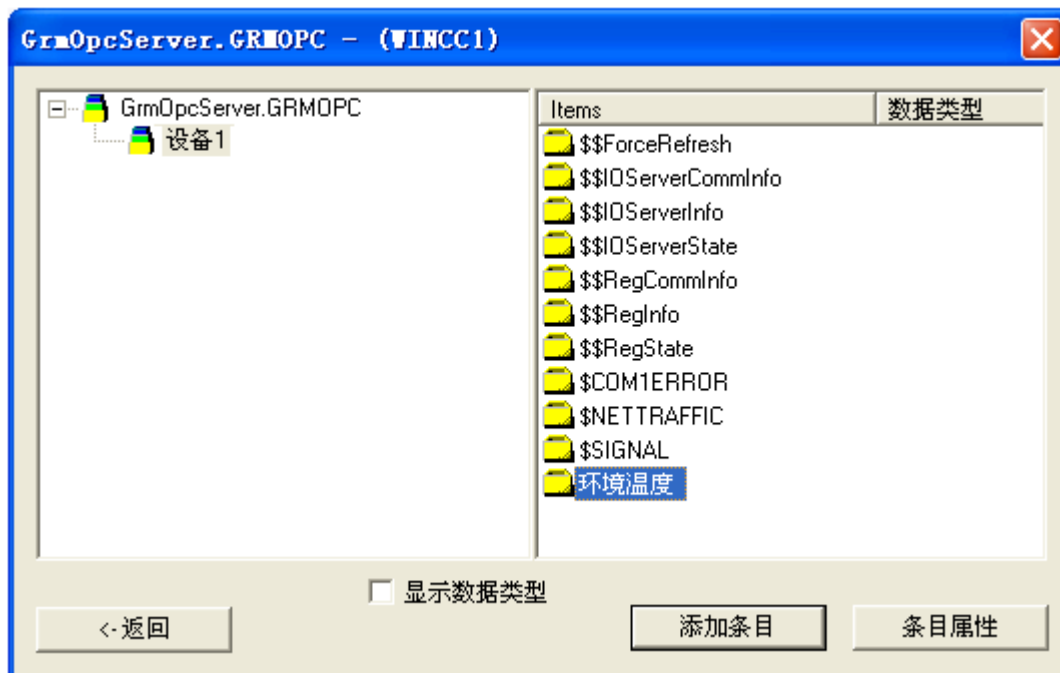 GrmOpcServer.GRMOPC - (WINCC1)
GrmOpcServer.GRMOPC
设备1
Items 数据类型
$$ForceRefresh
$$IOServerCommInfo
$$IOServerInfo
$$IOServerState
$$RegCommInfo
$$RegInfo
$$RegState
$COM1ERROR
$NETTRAFFIC
$SIGNAL
环境温度
显示数据类型
<-返回 添加条目 条目属性